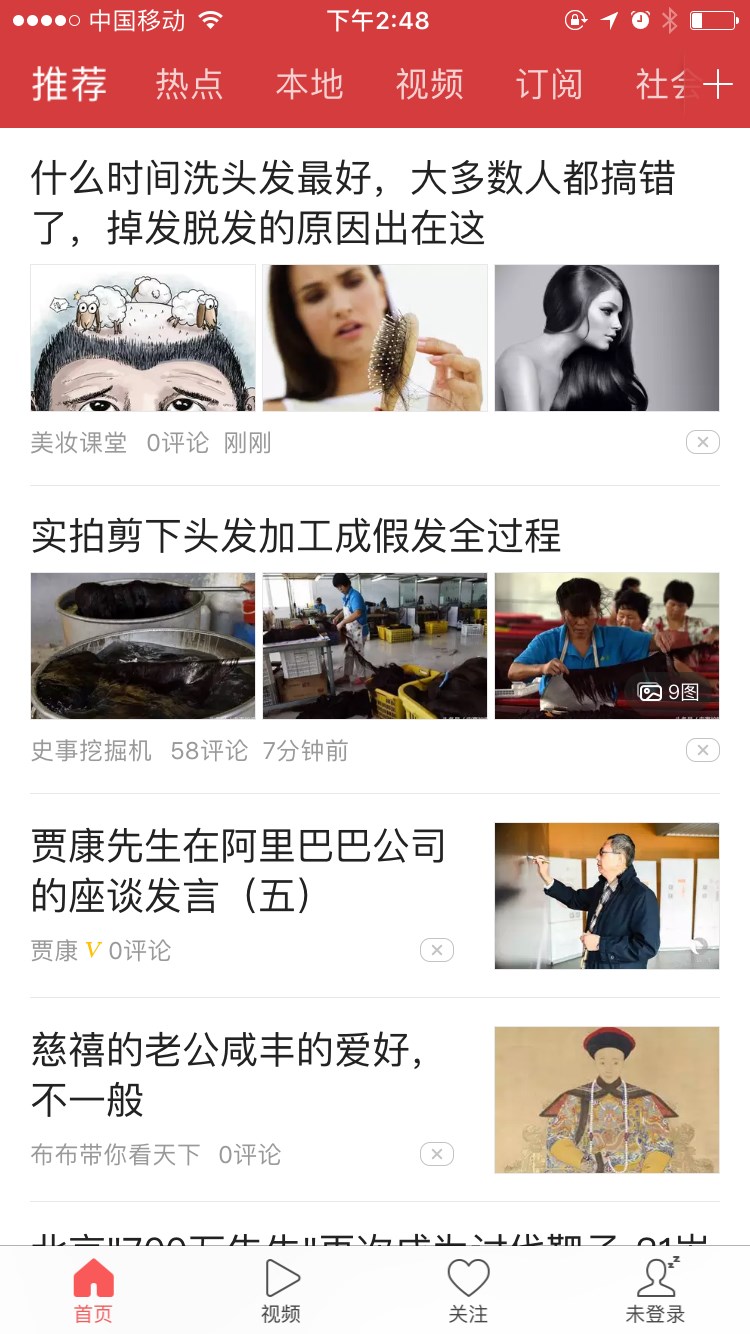 中国移动 下午2:48
推荐 热点 本地 视频 订阅 社会
什么时间洗头发最好，大多数人都搞错
了，掉发脱发的原因出在这
美妆课堂 0评论 刚刚
实拍剪下头发加工成假发全过程
9图
史事挖掘机 58评论 7分钟前
贾康先生在阿里巴巴公司
的座谈发言（五）
贾康 V 0评论
慈禧的老公咸丰的爱好，
不一般
布布带你看天下 0评论
首页 视频 关注 未登录